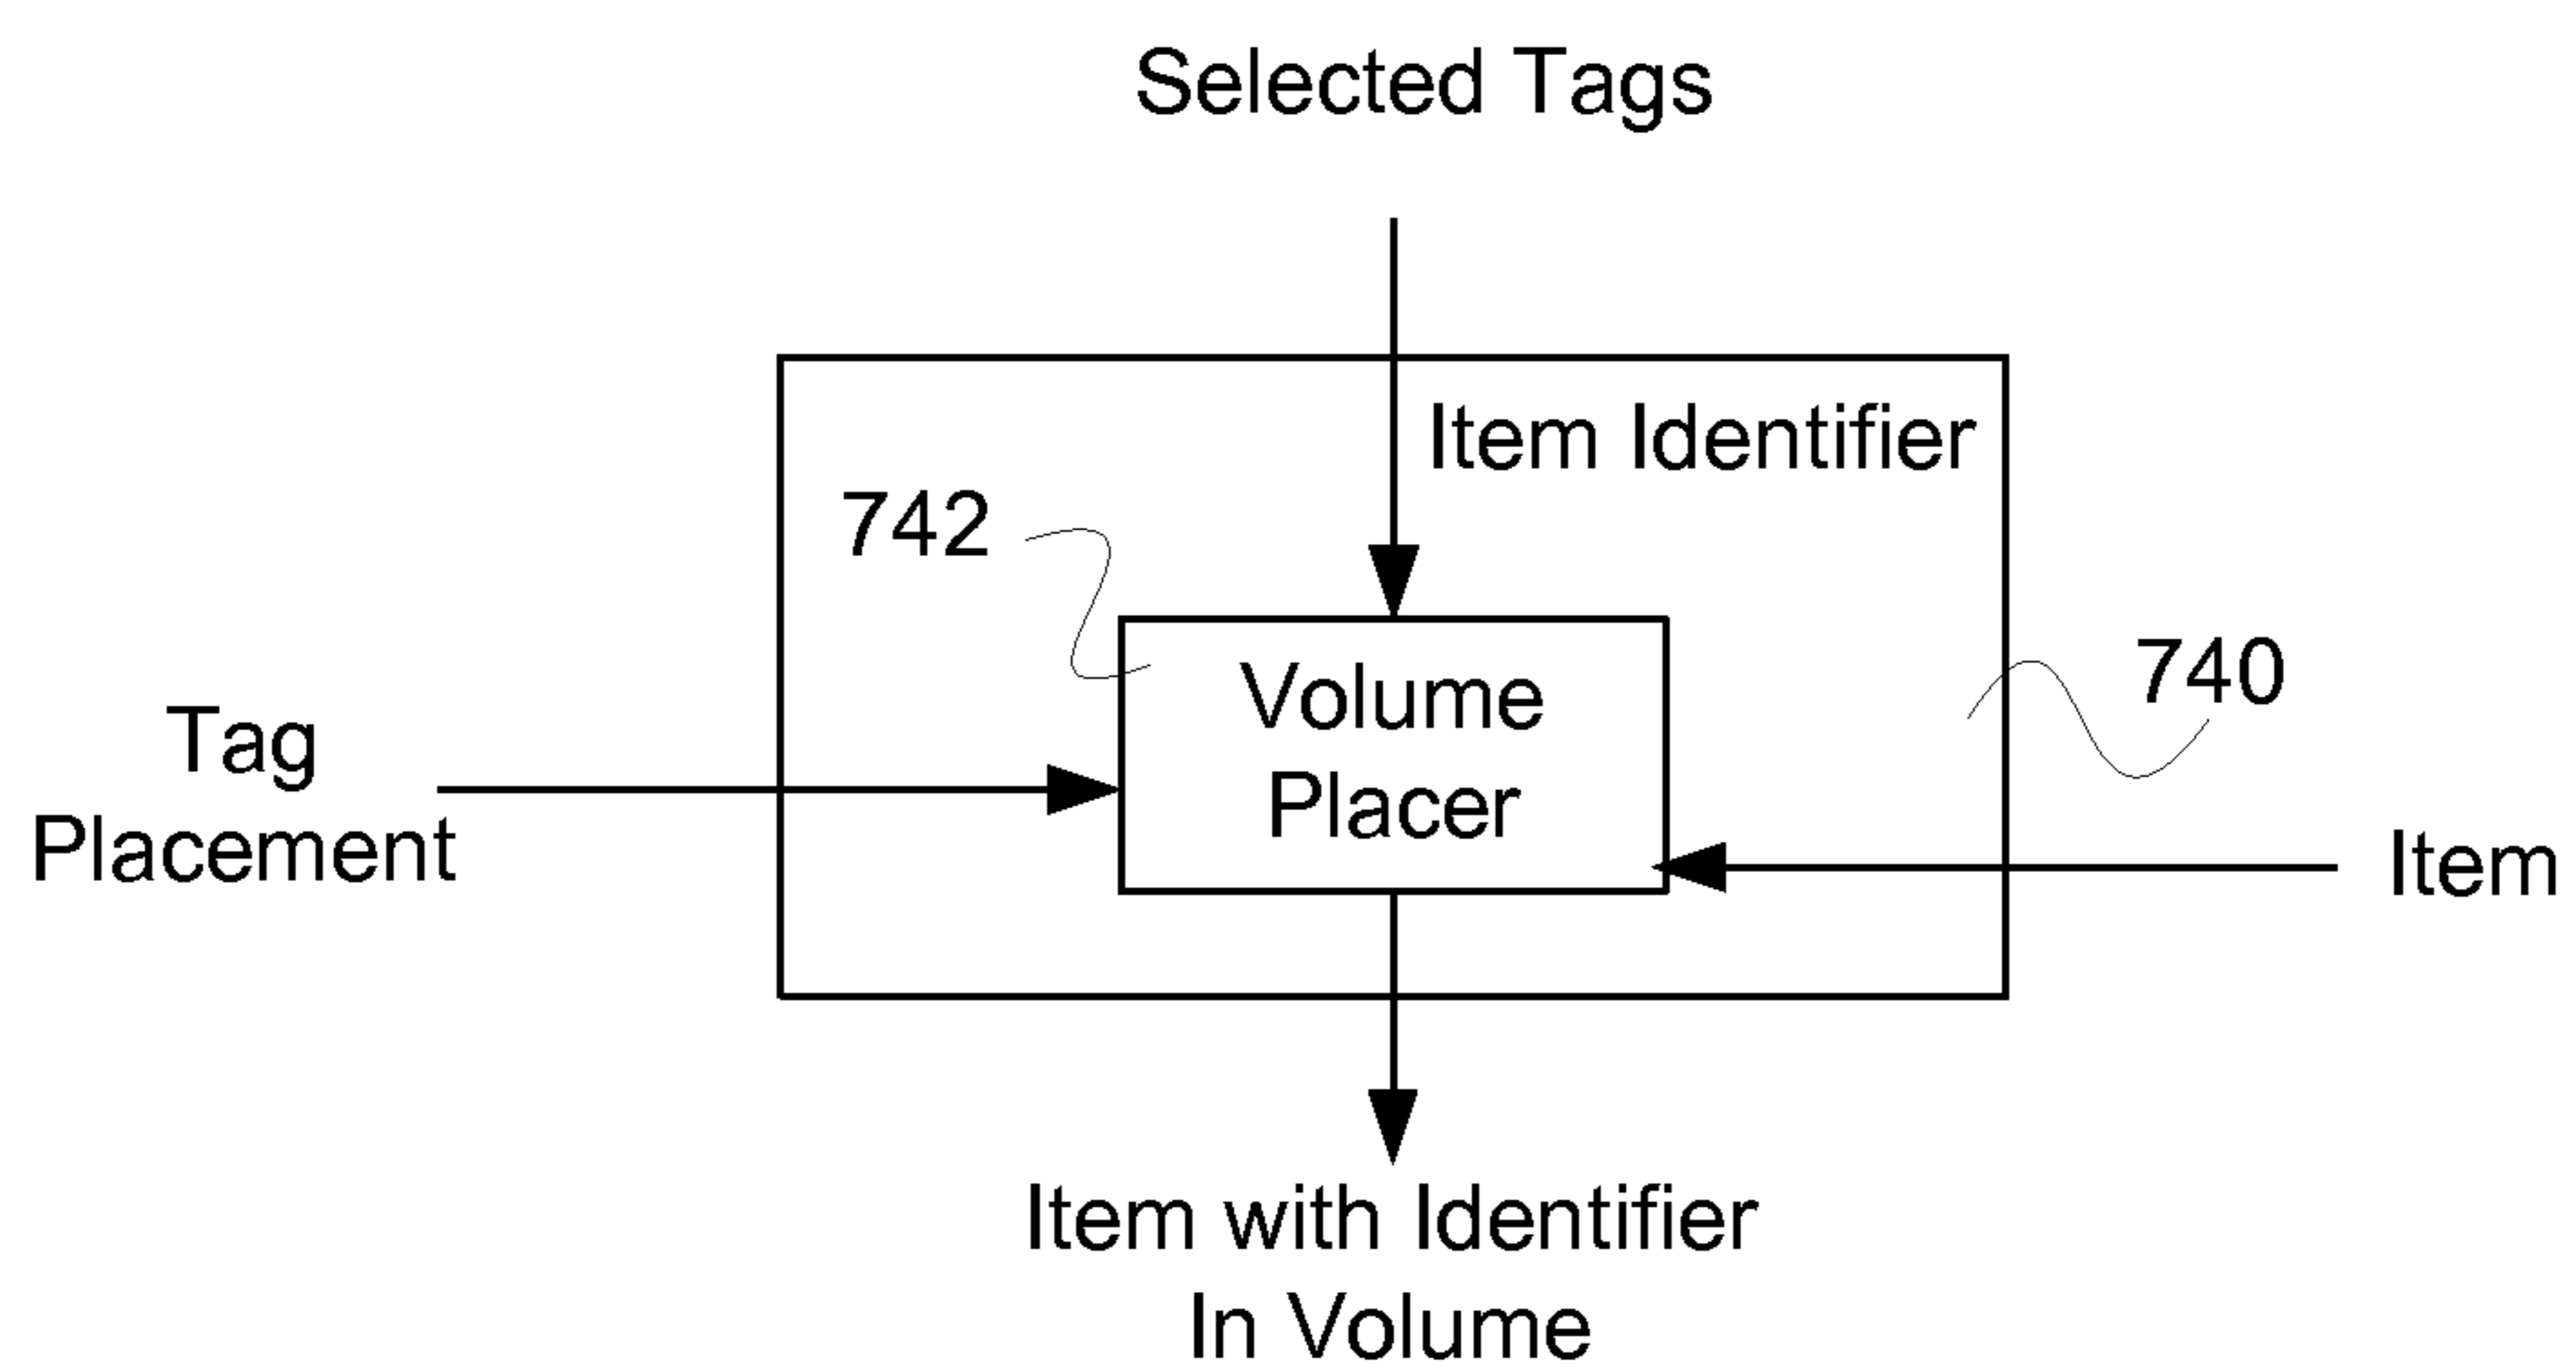 Selected Tags
Item Identifier
742
Volume
Placer
740
Tag
Placement
Item
Item with Identifier
In Volume